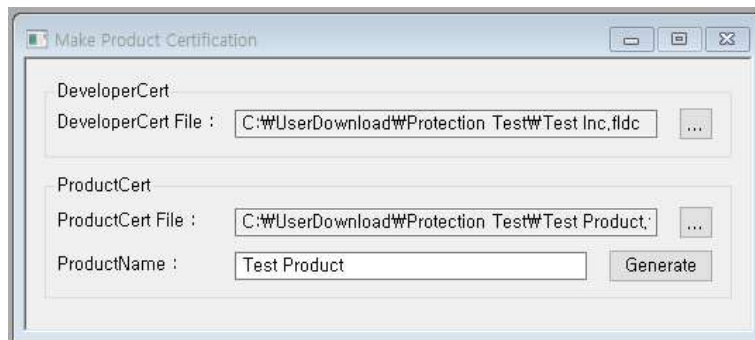 Make Product Certification
DeveloperCert
DeveloperCert File : C:₩UserDownload₩Protection Test₩Test Inc.fldc ...
ProductCert
ProductCert File : C:₩UserDownload₩Protection Test₩Test Product. ...
ProductName : Test Product Generate